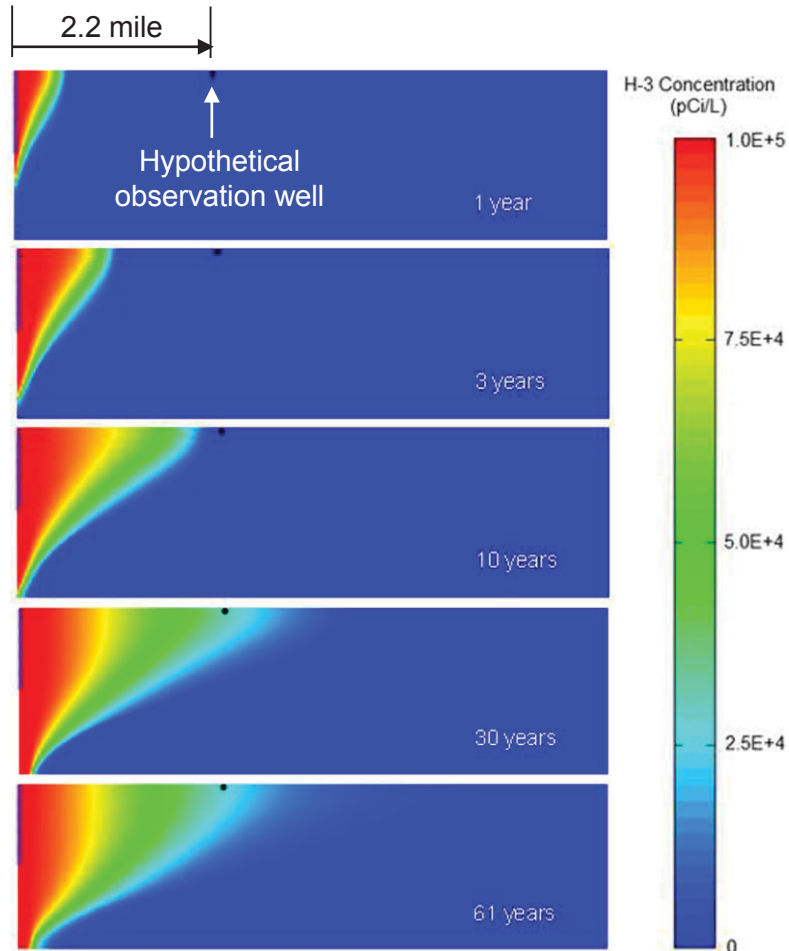 2.2 mile
Hypothetical
observation well
1 year
3 years
10 years
30 years
61 years
H-3 Concentration
(pCi/L)
1.0E+5
7.5E+4
5.0E+4
2.5E+4
0